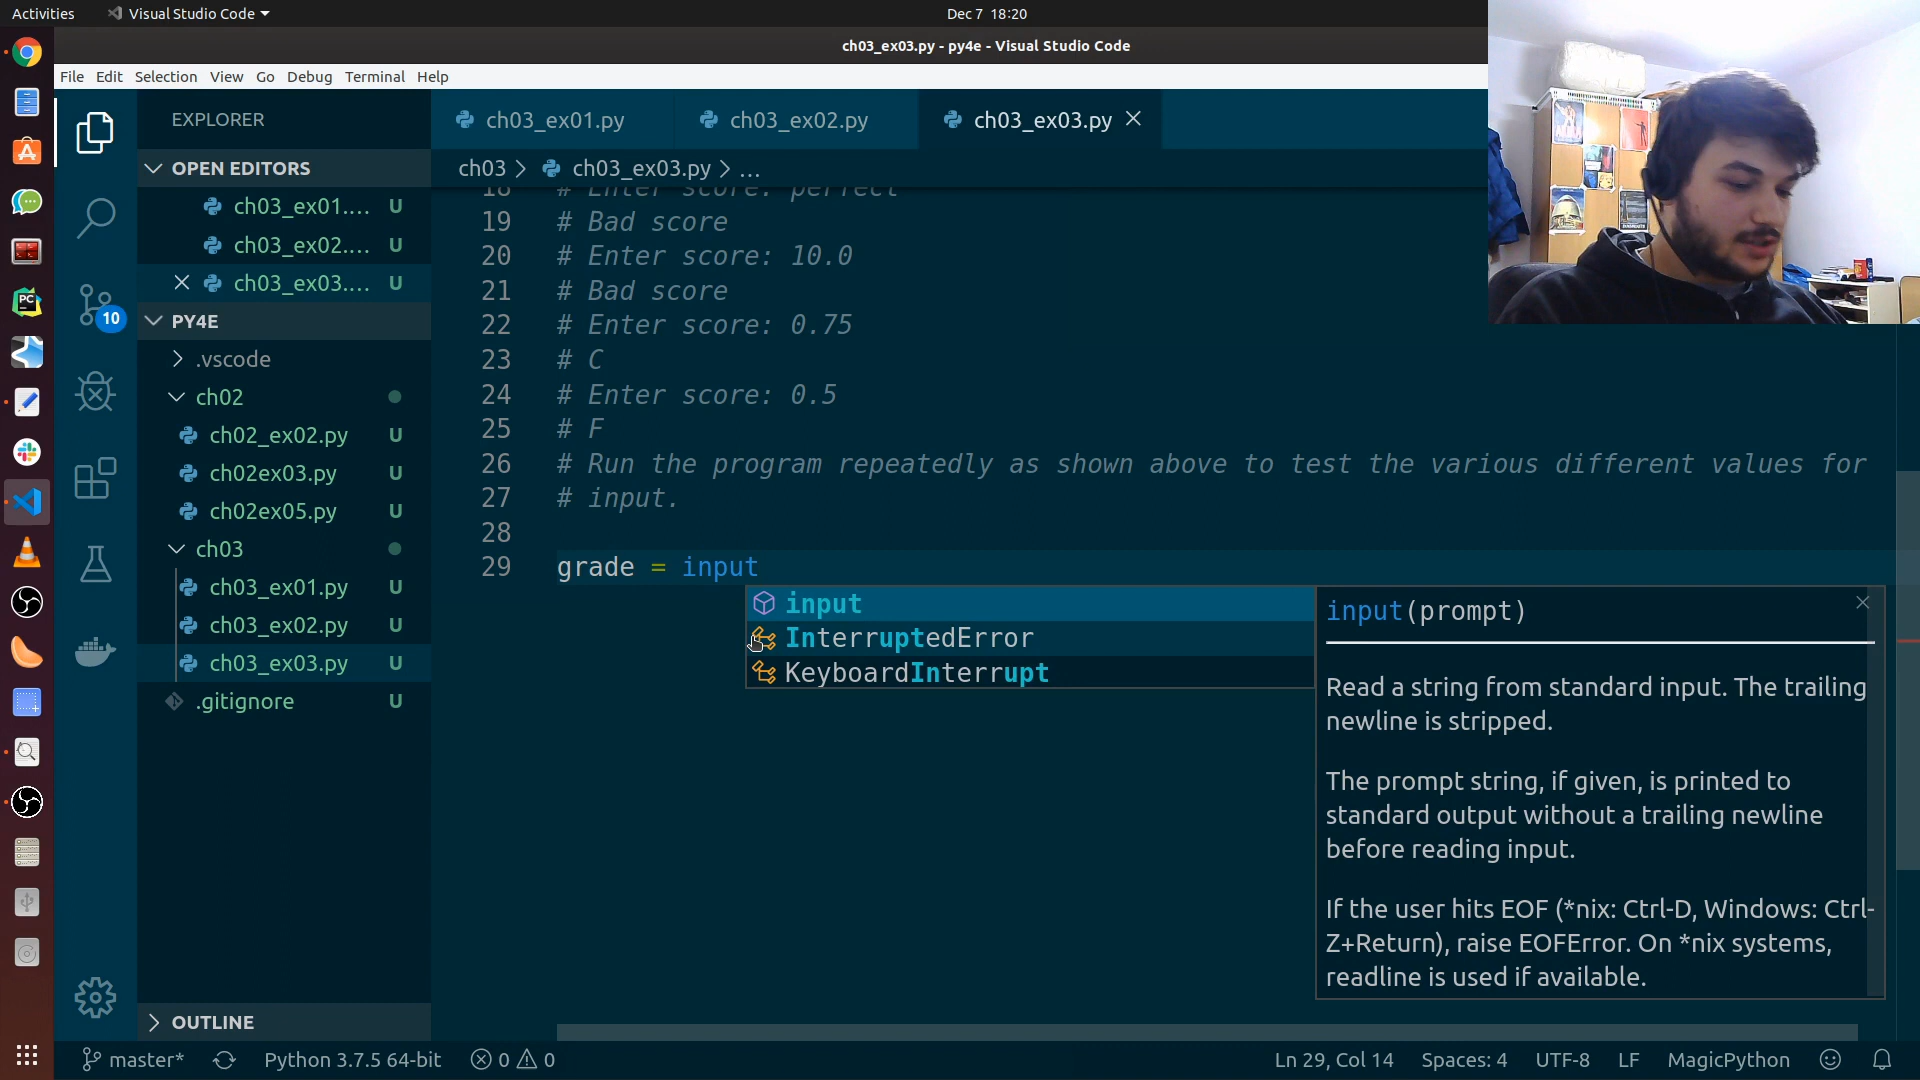 Activities
Visual Studio Code
Dec 7 18:20
ch03_ex03.py - py4e - Visual Studio Code
File Edit Selection View Go Debug Terminal Help
EXPLORER
OPEN EDITORS
ch03_ex01.... U
ch03_ex02.... U
ch03_ex03.... U
10
PY4E
.vscode
ch02
ch02_ex02.py U
ch02ex03.py U
ch02ex05.py U
ch03
ch03_ex01.py U
ch03_ex02.py U
ch03_ex03.py U
.gitignore U
OUTLINE
PC
ch03_ex01.py ch03_ex02.py ch03_ex03.py
ch03 > ch03_ex03.py > ...
18 # Enter score: perfect
19 # Bad score
20 # Enter score: 10.0
21 # Bad score
22 # Enter score: 0.75
23 # C
24 # Enter score: 0.5
25 # F
26 # Run the program repeatedly as shown above to test the various different values for
27 # input.
28
29 grade = input
input
InterruptedError
KeyboardInterrupt
input(prompt)
Read a string from standard input. The trailing
newline is stripped.
The prompt string, if given, is printed to
standard output without a trailing newline
before reading input.
If the user hits EOF (*nix: Ctrl-D, Windows: Ctrl-
Z+Return), raise EOFError. On *nix systems,
readline is used if available.
master* Python 3.7.5 64-bit 0 0 Ln 29, Col 14 Spaces: 4 UTF-8 LF MagicPython